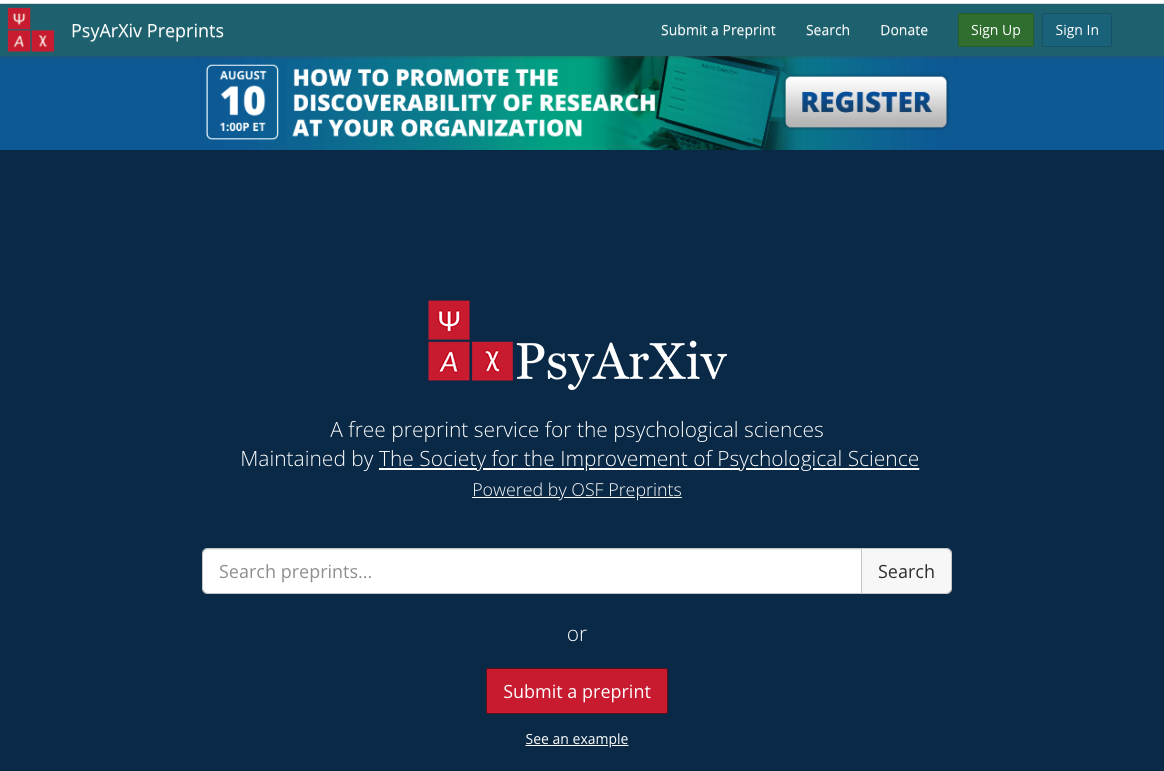 Ψ
A χ
PsyArXiv Preprints
Submit a Preprint
Search
Donate
Sign Up
Sign In
AUGUST
10
1:00P ET
HOW TO PROMOTE THE
DISCOVERABILITY OF RESEARCH
AT YOUR ORGANIZATION
REGISTER
Ψ
A χ PsyArXiv
A free preprint service for the psychological sciences
Maintained by The Society for the Improvement of Psychological Science
Powered by OSF Preprints
Search preprints...
Search
or
Submit a preprint
See an example